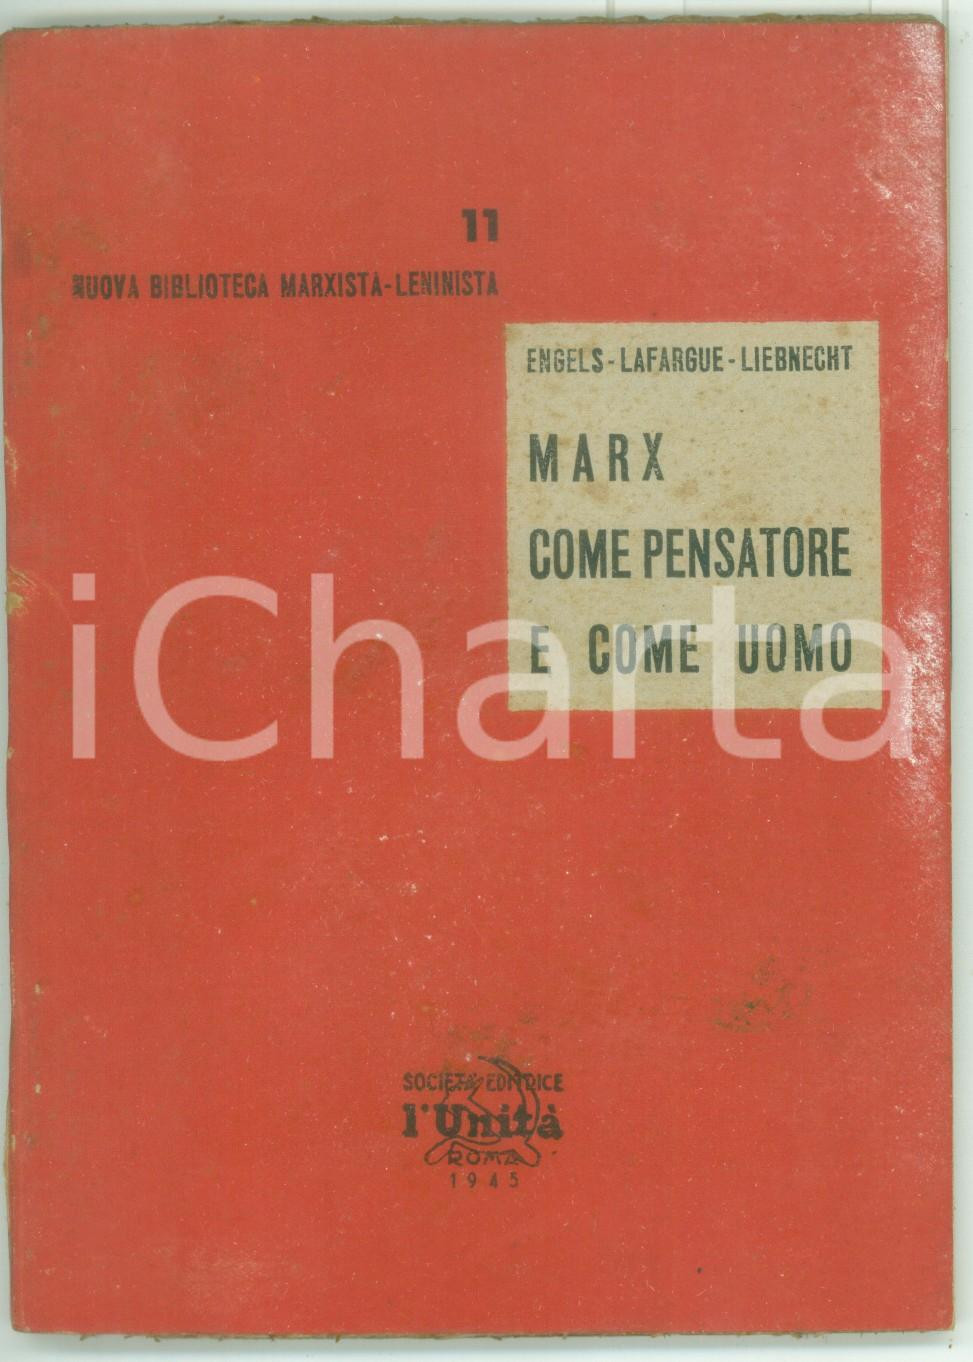 11
NUOVA BIBLIOTECA MARXISTA-LENINISTA
ENGELS-LAFARGUE-LIEBNECHT
MARX
COME PENSATORE
E COME UOMO
iCharta
SOCIETÀ EDITRICE
l'Unità
ROMA
1945